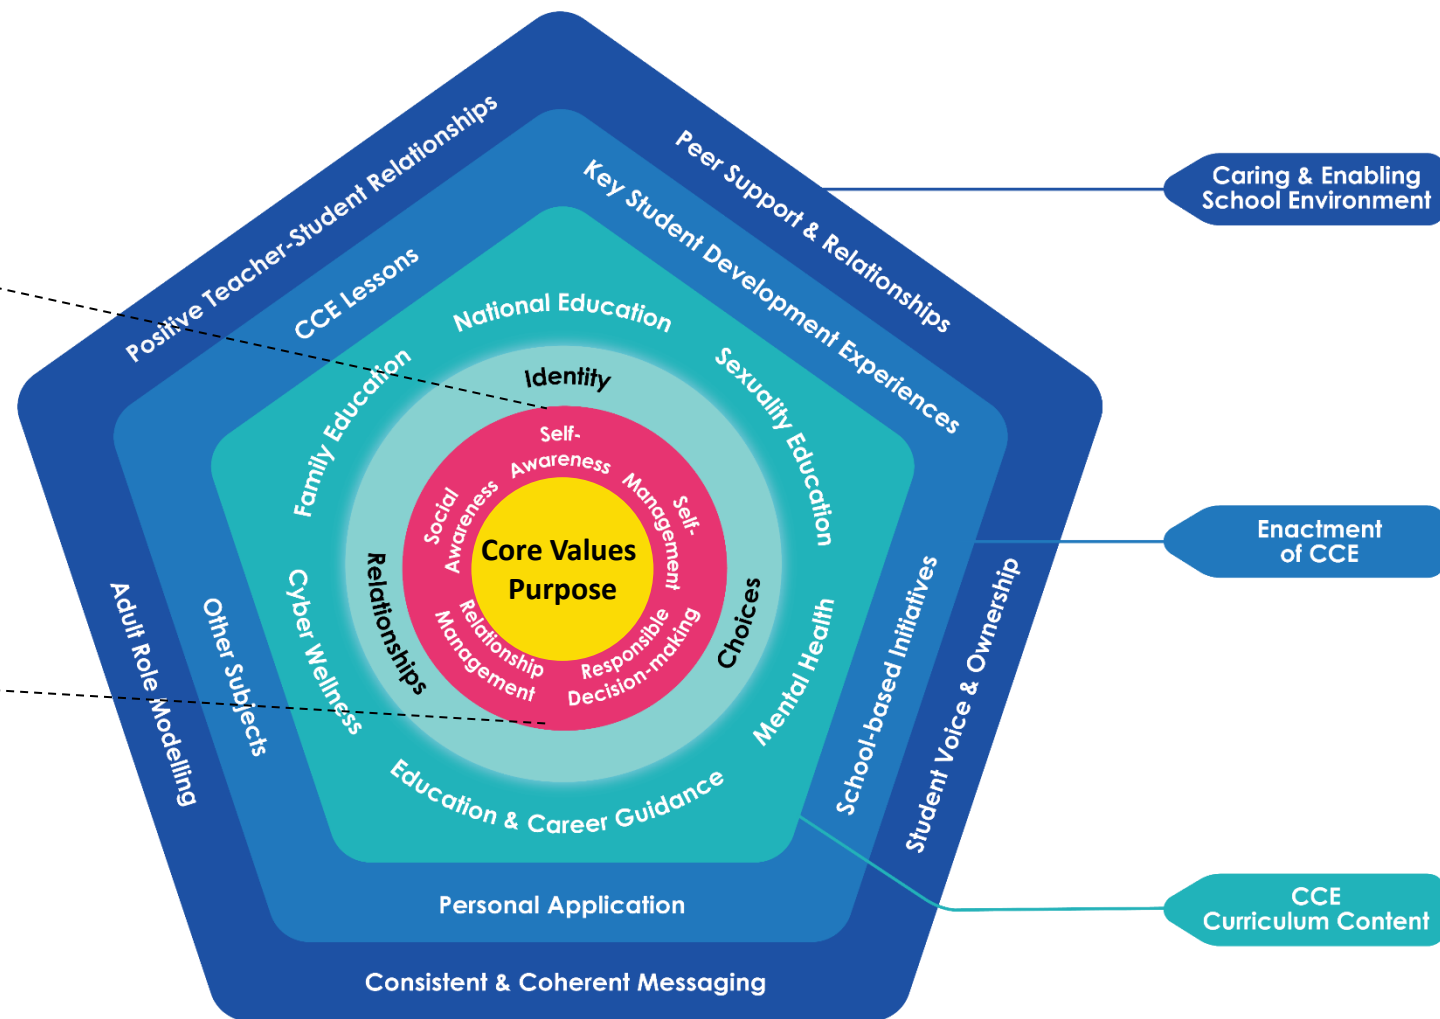 Positive Teacher-Student Relationships
Peer Support & Relationships
Caring & Enabling
School Environment
CCE Lessons
Key Student Development Experiences
National Education
Family Education
Sexuality Education
Identity
Self-
Awareness
Social
Awareness
Self-
Management
Core Values
Purpose
Relationships
Choices
Relationship
Management
Responsible
Decision-making
Enactment
of CCE
Cyber Wellness
Mental Health
Adult Role Modelling
Other Subjects
School-based Initiatives
Student Voice & Ownership
Education & Career Guidance
CCE
Curriculum Content
Personal Application
Consistent & Coherent Messaging